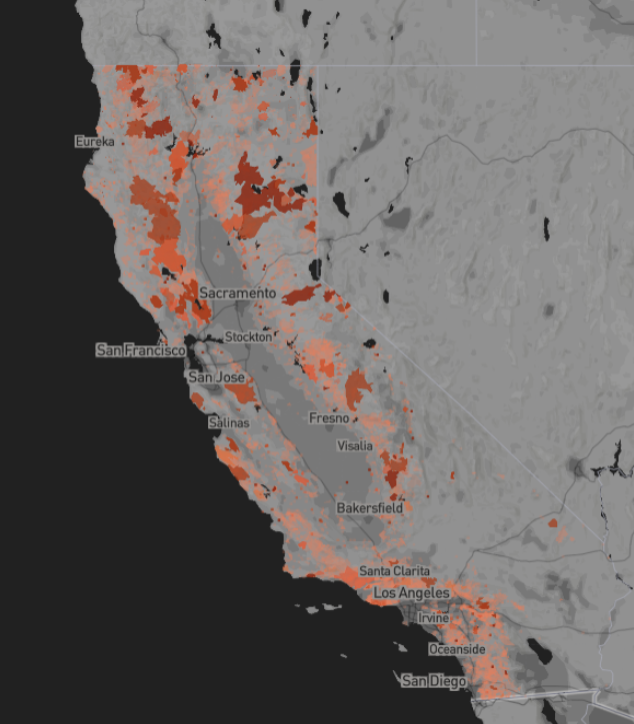 Eureka
Sacramento
Stockton
San Francisco
San Jose
Salinas
Fresno
Visalia
Bakersfield
Santa Clarita
Los Angeles
Irvine
Oceanside
San Diego